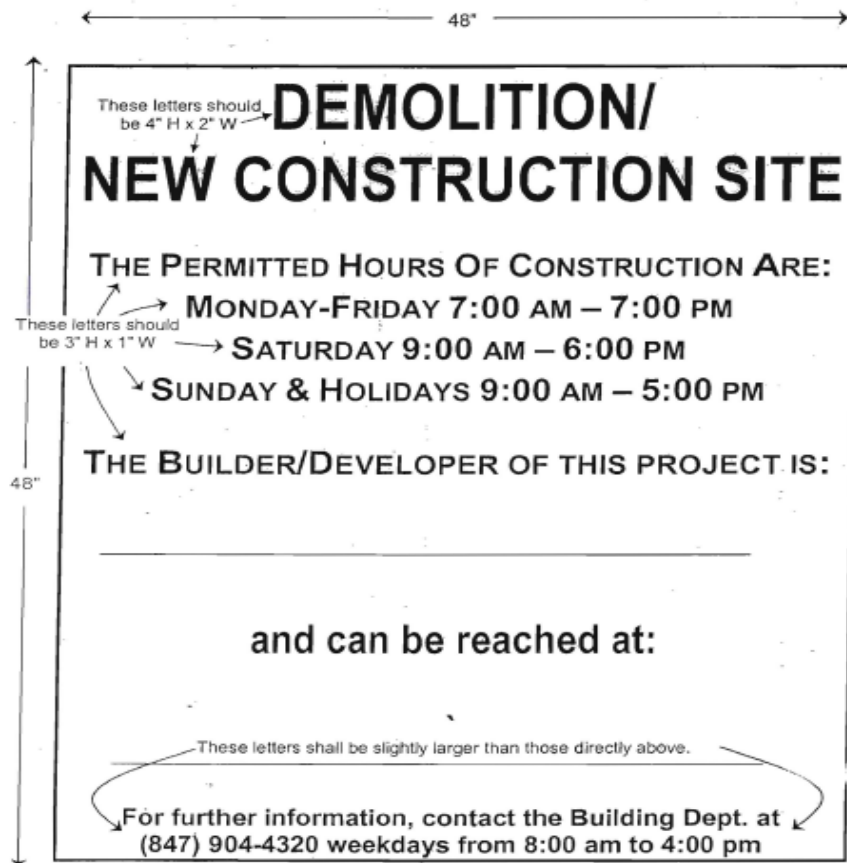 48"
These letters should
be 4" H x 2" W
DEMOLITION/
NEW CONSTRUCTION SITE
THE PERMITTED HOURS OF CONSTRUCTION ARE:
MONDAY-FRIDAY 7:00 AM – 7:00 PM
These letters should
be 3" H x 1" W
SATURDAY 9:00 AM – 6:00 PM
SUNDAY & HOLIDAYS 9:00 AM – 5:00 PM
THE BUILDER/DEVELOPER OF THIS PROJECT IS:
48"
and can be reached at:
These letters shall be slightly larger than those directly above.
For further information, contact the Building Dept. at
(847) 904-4320 weekdays from 8:00 am to 4:00 pm